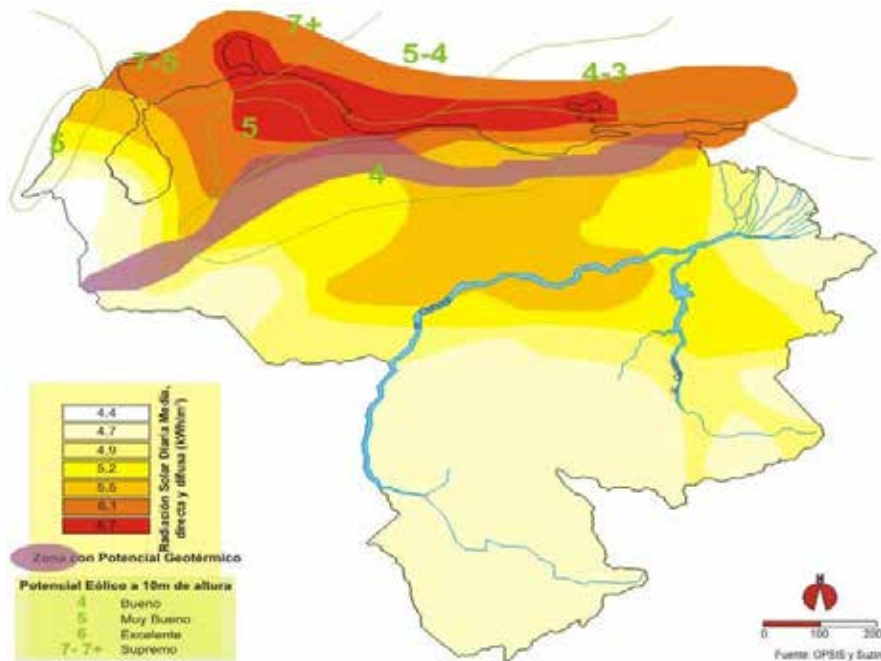 7+
7-6
5-4
4-3
5
5
4
4.4
4.7
4.9
5.2
5.5
6.1
6.7
Radiación Solar Diaria Media,
directa y difusa (kWh/m²)
Zona con Potencial Geotérmico
Potencial Eólico a 10m de altura
4 Bueno
5 Muy Bueno
6 Excelente
7- 7+ Supremo
N
0 100 200
Fuente: OPSIS y